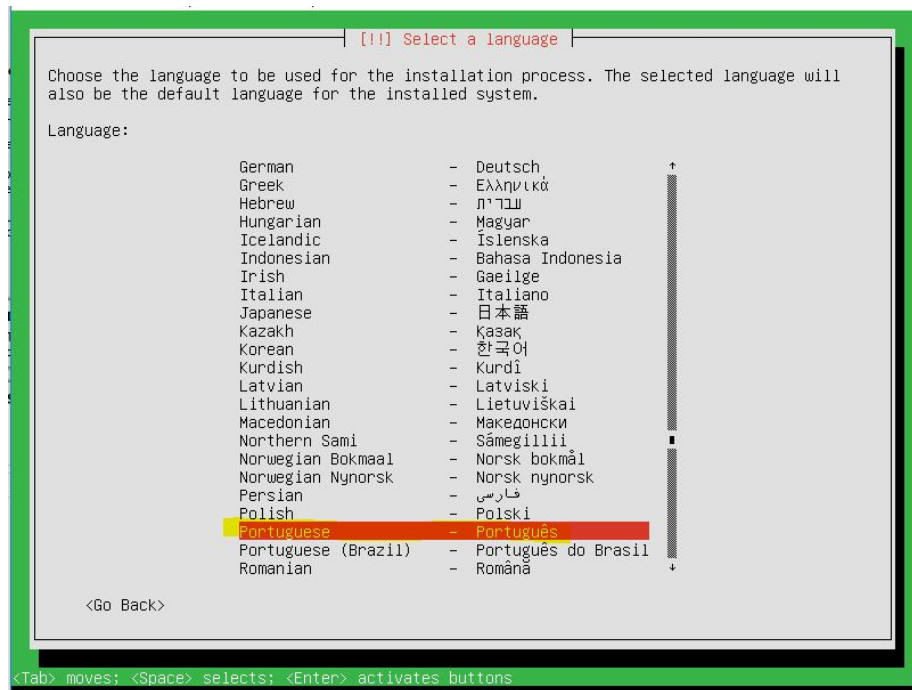 [!!] Select a language
Choose the language to be used for the installation process. The selected language will
also be the default language for the installed system.
Language:
German - Deutsch
Greek - Ελληνικά
Hebrew - עברית
Hungarian - Magyar
Icelandic - Íslenska
Indonesian - Bahasa Indonesia
Irish - Gaeilge
Italian - Italiano
Japanese - 日本語
Kazakh - Қазақ
Korean - 한국어
Kurdish - Kurdî
Latvian - Latviski
Lithuanian - Lietuviškai
Macedonian - Македонски
Northern Sami - Sámegillii
Norwegian Bokmaal - Norsk bokmål
Norwegian Nynorsk - Norsk nynorsk
Persian - فارسی
Polish - Polski
Portuguese - Português
Portuguese (Brazil) - Português do Brasil
Romanian - Română
<Go Back>
<Tab> moves; <Space> selects; <Enter> activates buttons